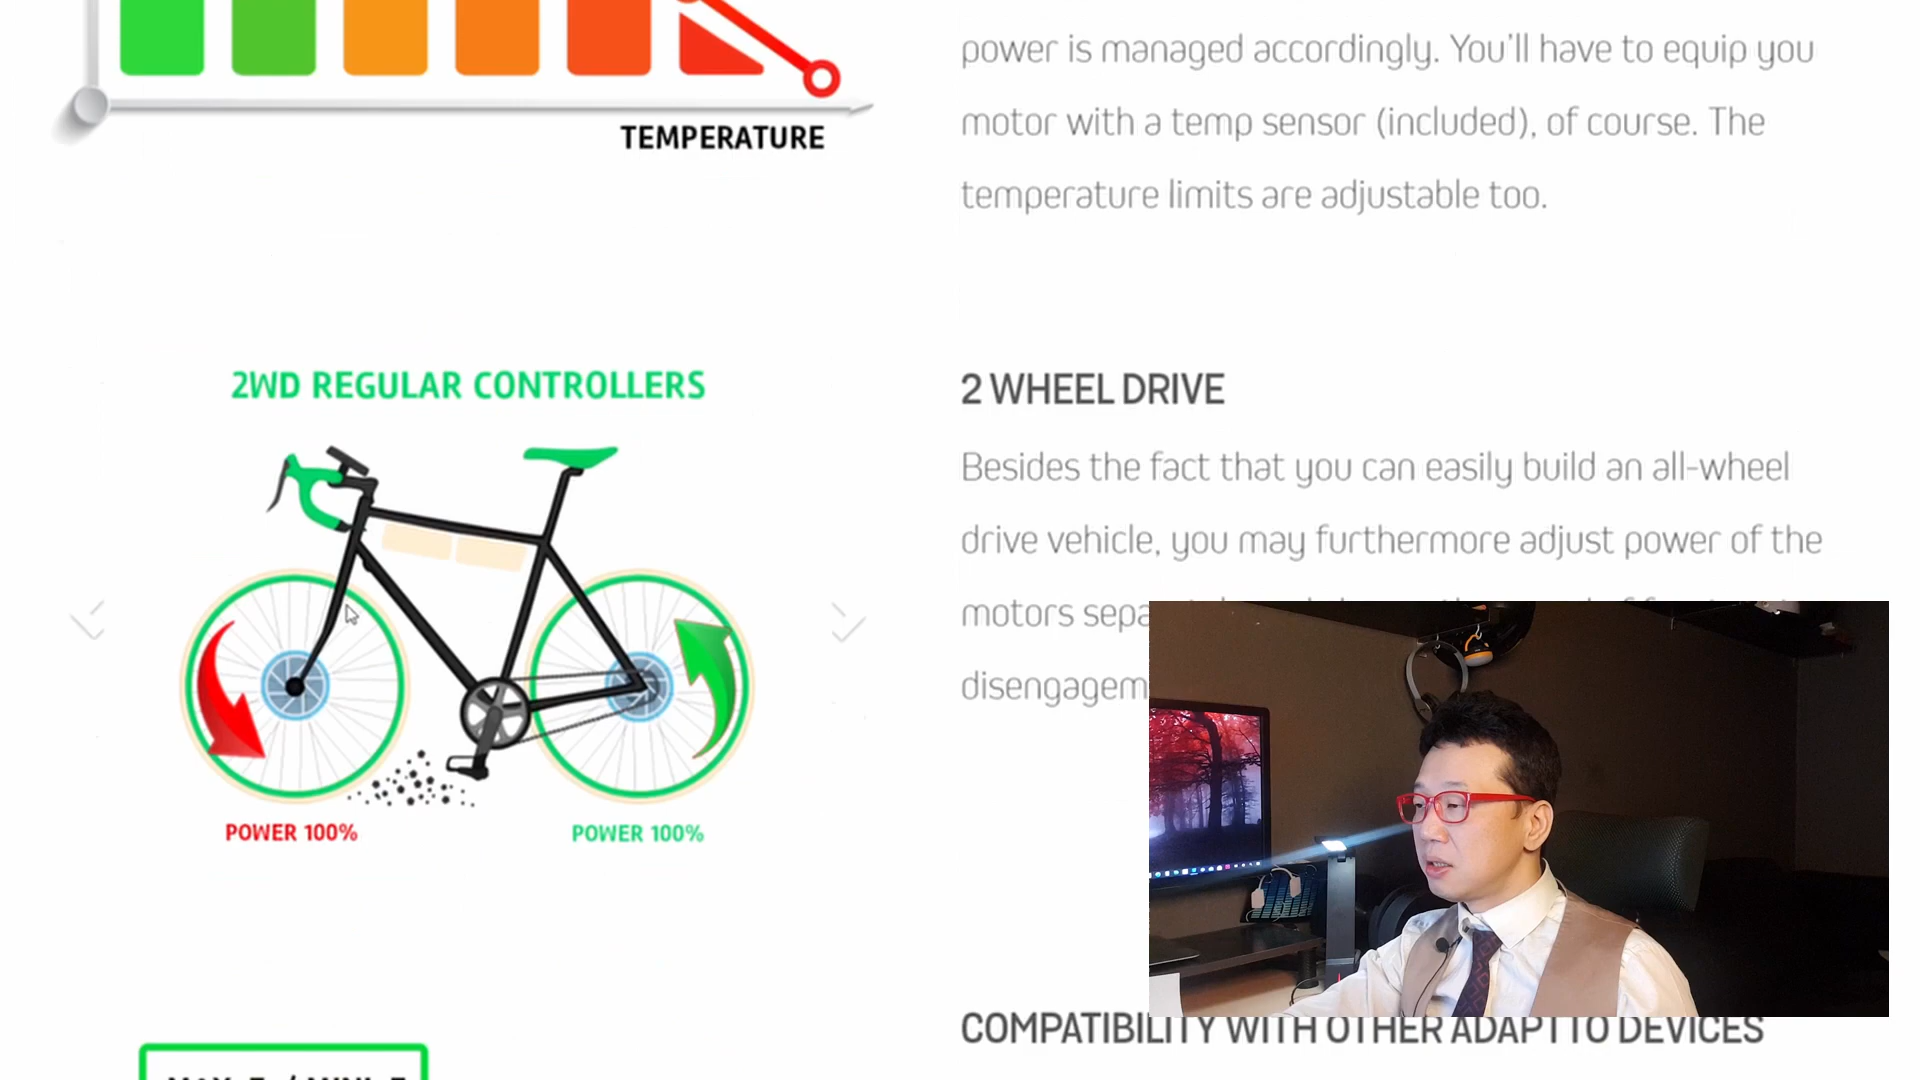 TEMPERATURE
power is managed accordingly. You'll have to equip you
motor with a temp sensor (included), of course. The
temperature limits are adjustable too.
2WD REGULAR CONTROLLERS
POWER 100%
POWER 100%
2 WHEEL DRIVE
Besides the fact that you can easily build an all-wheel
drive vehicle, you may furthermore adjust power of the
motors
COMPATIBILITY WITH OTHER ADAPTTO DEVICES